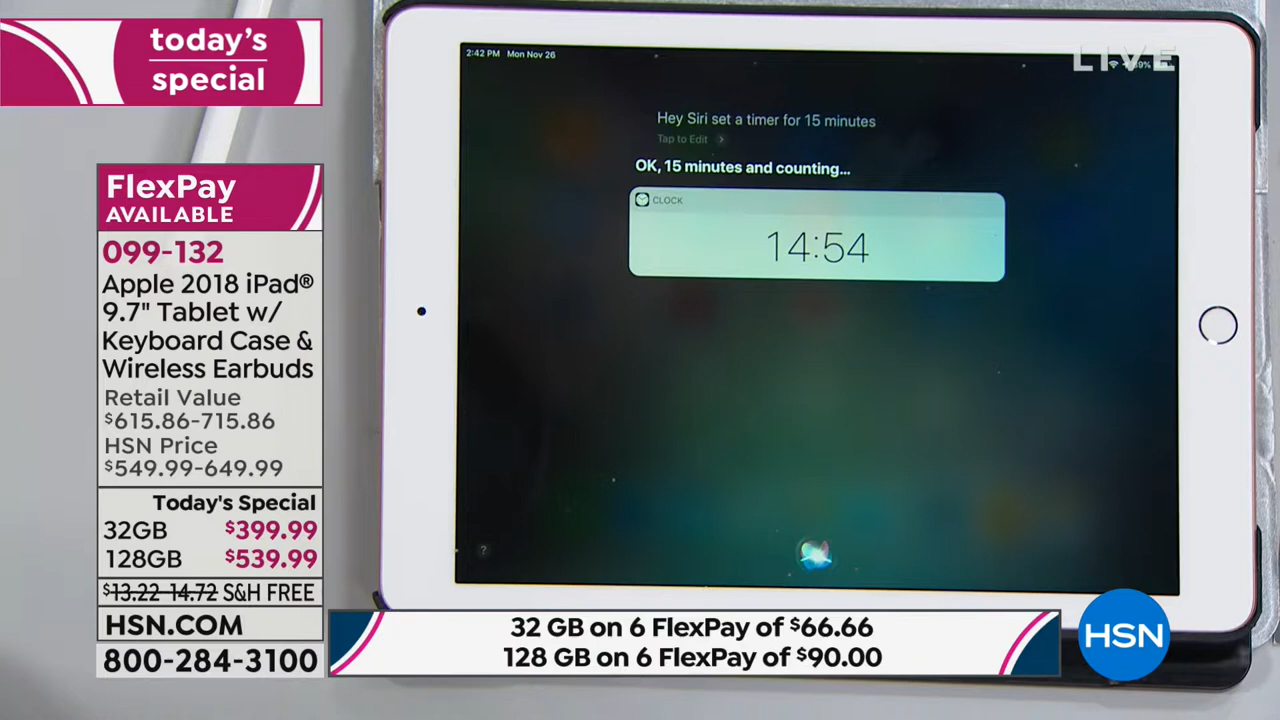 today's
special
FlexPay
AVAILABLE
099-132
Apple 2018 iPad®
9.7" Tablet w/
Keyboard Case &
Wireless Earbuds
Retail Value
$615.86-715.86
HSN Price
$549.99-649.99
Today's Special
32GB $399.99
128GB $539.99
$13.22-14.72 S&H FREE
HSN.COM
800-284-3100
2:42 PM Mon Nov 26
LIVE
Hey Siri set a timer for 15 minutes
Tap to Edit >
OK, 15 minutes and counting...
CLOCK
14:54
?
32 GB on 6 FlexPay of $66.66
128 GB on 6 FlexPay of $90.00
HSN